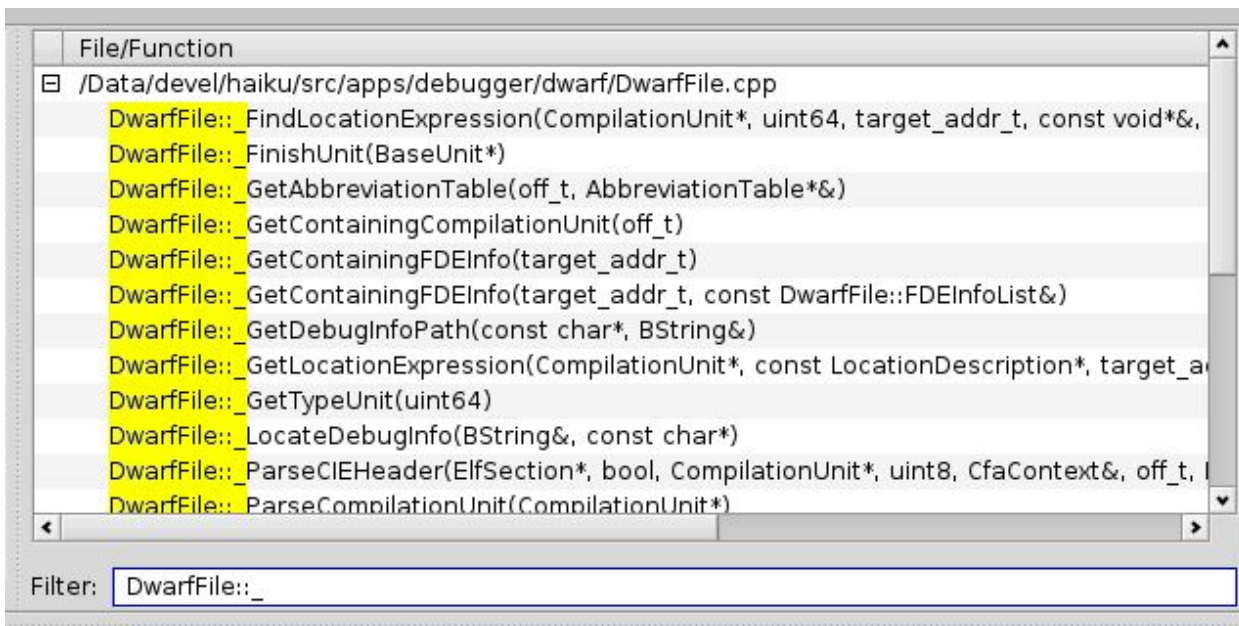 File/Function
/Data/devel/haiku/src/apps/debugger/dwarf/DwarfFile.cpp
DwarfFile::_FindLocationExpression(CompilationUnit*, uint64, target_addr_t, const void*&,
DwarfFile::_FinishUnit(BaseUnit*)
DwarfFile::_GetAbbreviationTable(off_t, AbbreviationTable*&)
DwarfFile::_GetContainingCompilationUnit(off_t)
DwarfFile::_GetContainingFDEInfo(target_addr_t)
DwarfFile::_GetContainingFDEInfo(target_addr_t, const DwarfFile::FDEInfoList&)
DwarfFile::_GetDebugInfoPath(const char*, BString&)
DwarfFile::_GetLocationExpression(CompilationUnit*, const LocationDescription*, target_a
DwarfFile::_GetTypeUnit(uint64)
DwarfFile::_LocateDebugInfo(BString&, const char*)
DwarfFile::_ParseCIEHeader(ElfSection*, bool, CompilationUnit*, uint8, CfaContext&, off_t,
DwarfFile::_ParseCompilationUnit(CompilationUnit*)
Filter: DwarfFile::_